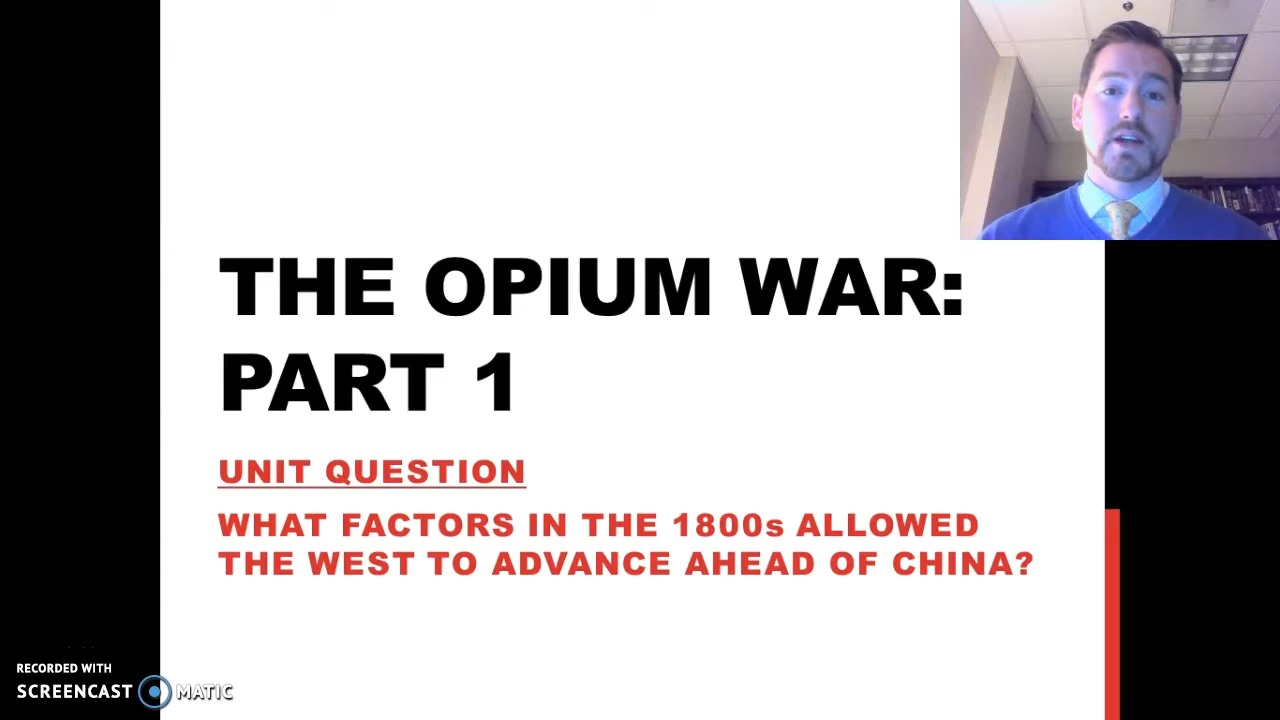 THE OPIUM WAR:
PART 1
UNIT QUESTION
WHAT FACTORS IN THE 1800s ALLOWED
THE WEST TO ADVANCE AHEAD OF CHINA?
RECORDED WITH
SCREENCAST MATIC